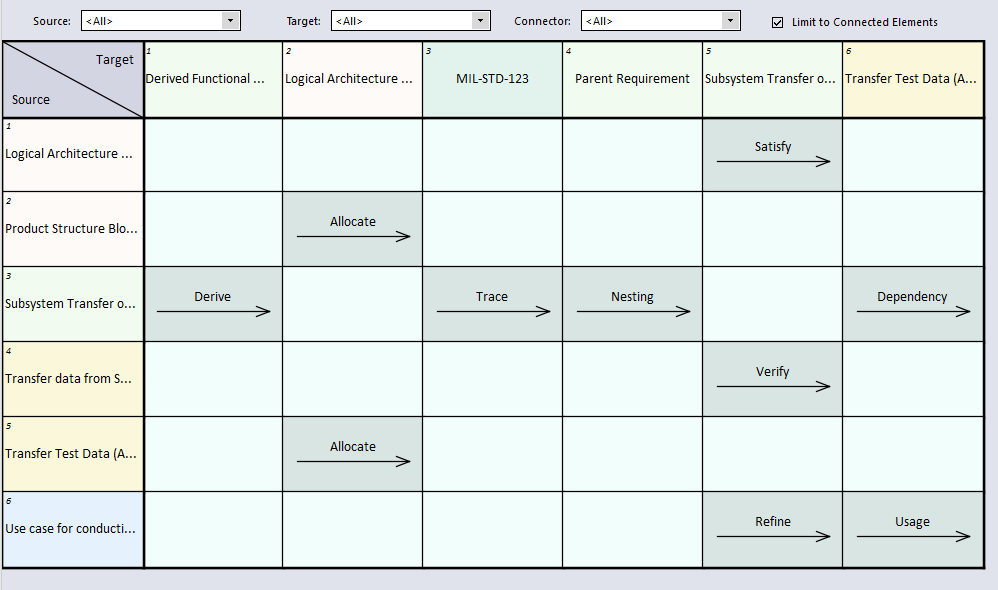 Source: <All> Target: <All> Connector: <All> Limit to Connected Elements
Target
Source
1 Derived Functional ...
2 Logical Architecture ...
3 MIL-STD-123
4 Parent Requirement
5 Subsystem Transfer o...
6 Transfer Test Data (A...
1
Logical Architecture ...
Satisfy
2
Product Structure Blo...
Allocate
3
Subsystem Transfer o...
Derive
Trace
Nesting
Dependency
4
Transfer data from S...
Verify
5
Transfer Test Data (A...
Allocate
6
Use case for conducti...
Refine
Usage